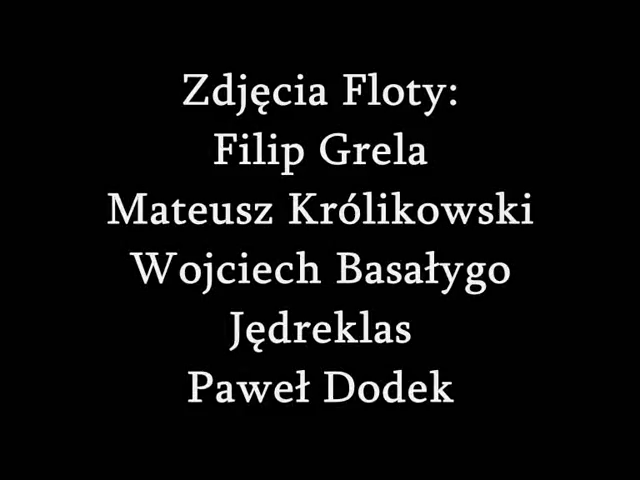 Zdjęcia Floty:
Filip Grela
Mateusz Królikowski
Wojciech Basałygo
Jędreklas
Paweł Dodek